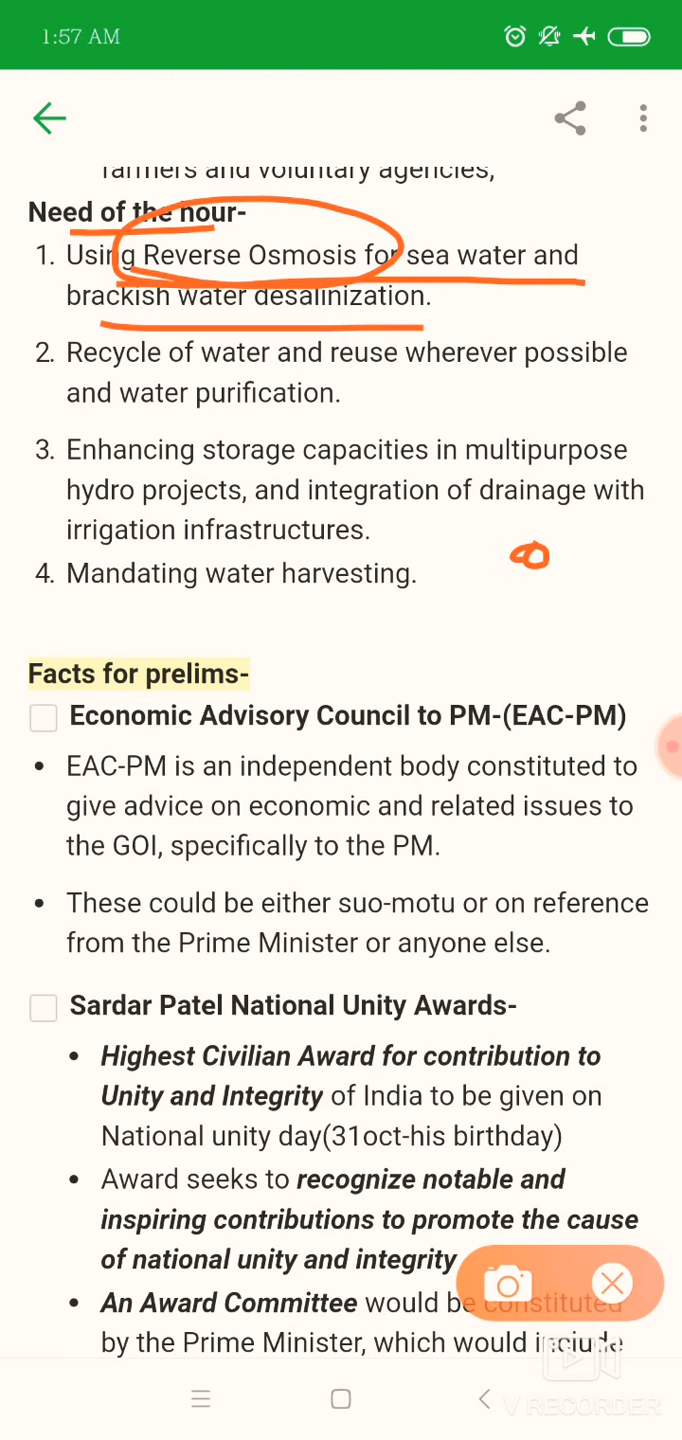 1:57 AM
farmers and voluntary agencies,
Need of the hour-
1. Using Reverse Osmosis for sea water and
brackish water desalinization.
2. Recycle of water and reuse wherever possible
and water purification.
3. Enhancing storage capacities in multipurpose
hydro projects, and integration of drainage with
irrigation infrastructures.
4. Mandating water harvesting.
Facts for prelims-
Economic Advisory Council to PM-(EAC-PM)
• EAC-PM is an independent body constituted to
give advice on economic and related issues to
the GOI, specifically to the PM.
• These could be either suo-motu or on reference
from the Prime Minister or anyone else.
Sardar Patel National Unity Awards-
• Highest Civilian Award for contribution to
Unity and Integrity of India to be given on
National unity day(31oct-his birthday)
• Award seeks to recognize notable and
inspiring contributions to promote the cause
of national unity and integrity
• An Award Committee would be constituted
by the Prime Minister, which would include
V RECORDER